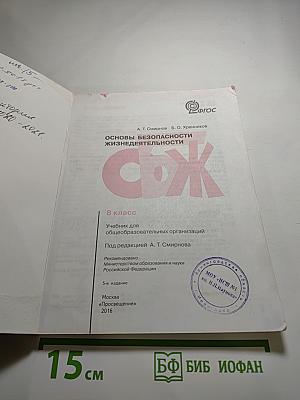 ФГОС
А. Т. Смирнов Б. О. Хренников
ОСНОВЫ БЕЗОПАСНОСТИ
ЖИЗНЕДЕЯТЕЛЬНОСТИ
ОБЖ
8 класс
Учебник для
общеобразовательных организаций
Под редакцией А. Т. Смирнова
Рекомендовано
Министерством образования и науки
Российской Федерации
5-е издание
Москва
«Просвещение»
2016
15 см
БФ
БИБ ИОФАН